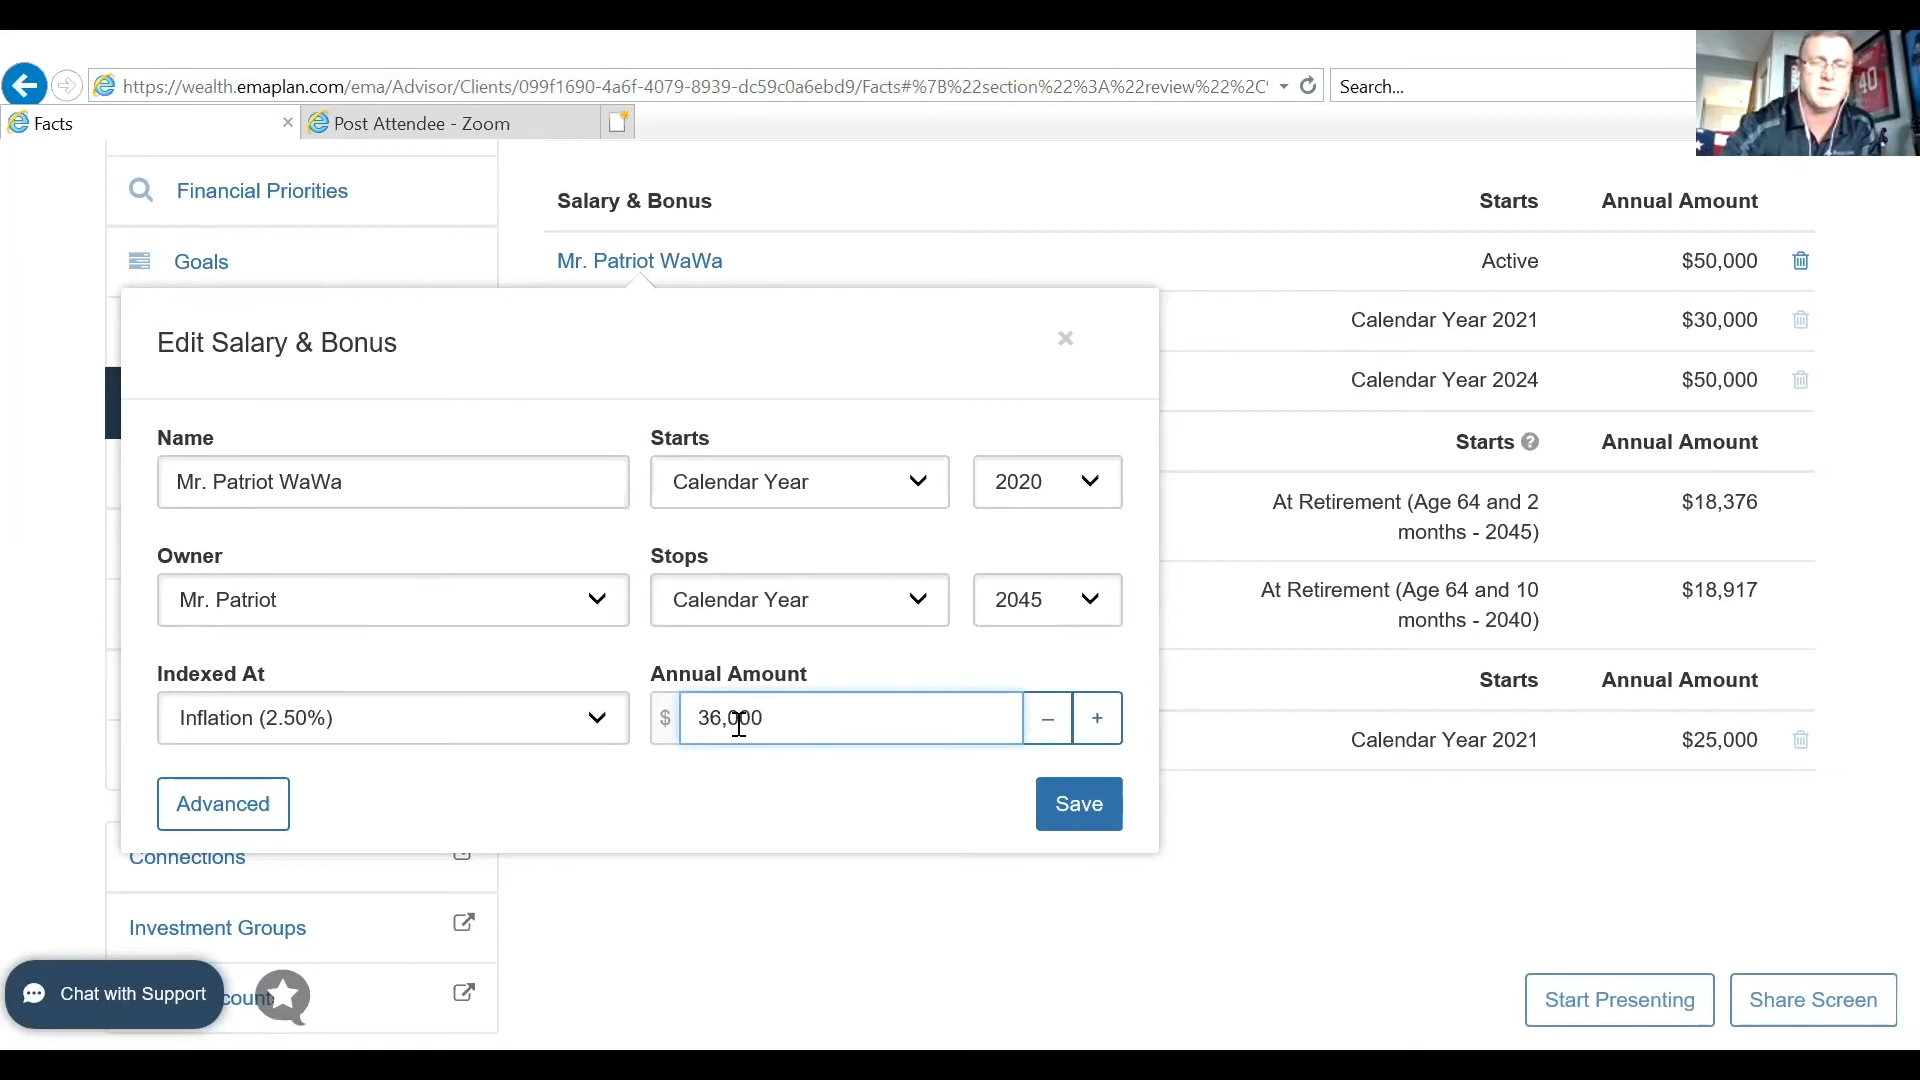 https://wealth.emaplan.com/ema/Advisor/Clients/099f1690-4a6f-4079-8939-dc59c0a6ebd9/Facts#%7B%22section%22%3A%22review%22%2C%
Search...
Facts
Post Attendee - Zoom
40
Financial Priorities
Goals
Salary & Bonus Starts Annual Amount
Mr. Patriot WaWa Active $50,000
Calendar Year 2021 $30,000
Calendar Year 2024 $50,000
Starts Annual Amount
At Retirement (Age 64 and 2 months - 2045) $18,376
At Retirement (Age 64 and 10 months - 2040) $18,917
Starts Annual Amount
Calendar Year 2021 $25,000
Edit Salary & Bonus
Name Starts
Mr. Patriot WaWa Calendar Year 2020
Owner Stops
Mr. Patriot Calendar Year 2045
Indexed At Annual Amount
Inflation (2.50%) $ 36,000 – +
Advanced Save
Connections
Investment Groups
count
Chat with Support
Start Presenting Share Screen